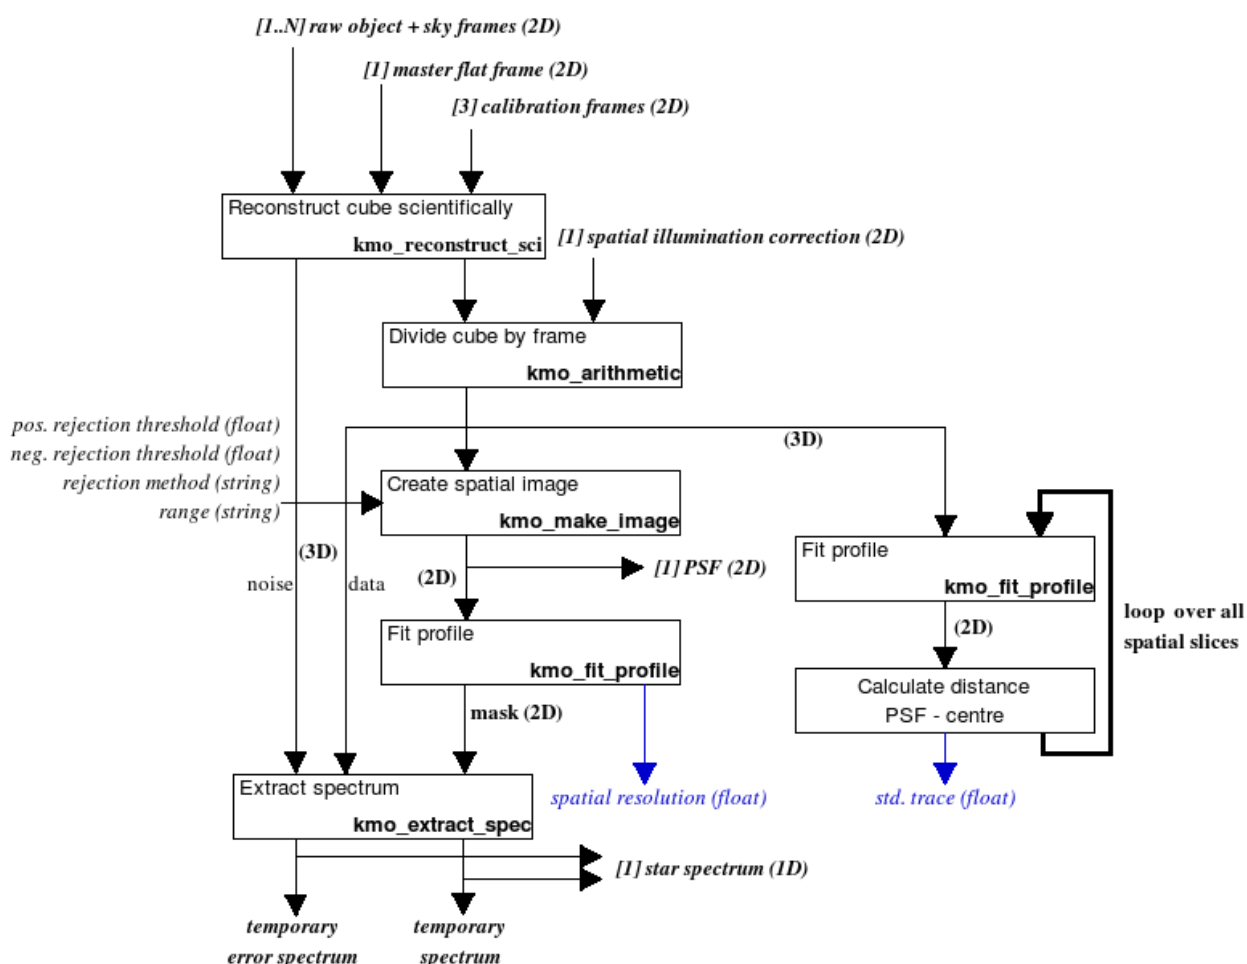 [1..N] raw object + sky frames (2D)
[1] master flat frame (2D)
[3] calibration frames (2D)
Reconstruct cube scientifically
kmo_reconstruct_sci
[1] spatial illumination correction (2D)
Divide cube by frame
kmo_arithmetic
pos. rejection threshold (float)
neg. rejection threshold (float)
rejection method (string)
range (string)
(3D)
Create spatial image
kmo_make_image
(3D)
noise
data
(2D)
[1] PSF (2D)
Fit profile
kmo_fit_profile
loop over all
spatial slices
(2D)
Fit profile
kmo_fit_profile
Calculate distance
PSF - centre
mask (2D)
Extract spectrum
kmo_extract_spec
spatial resolution (float)
std. trace (float)
[1] star spectrum (1D)
temporary
error spectrum
temporary
spectrum